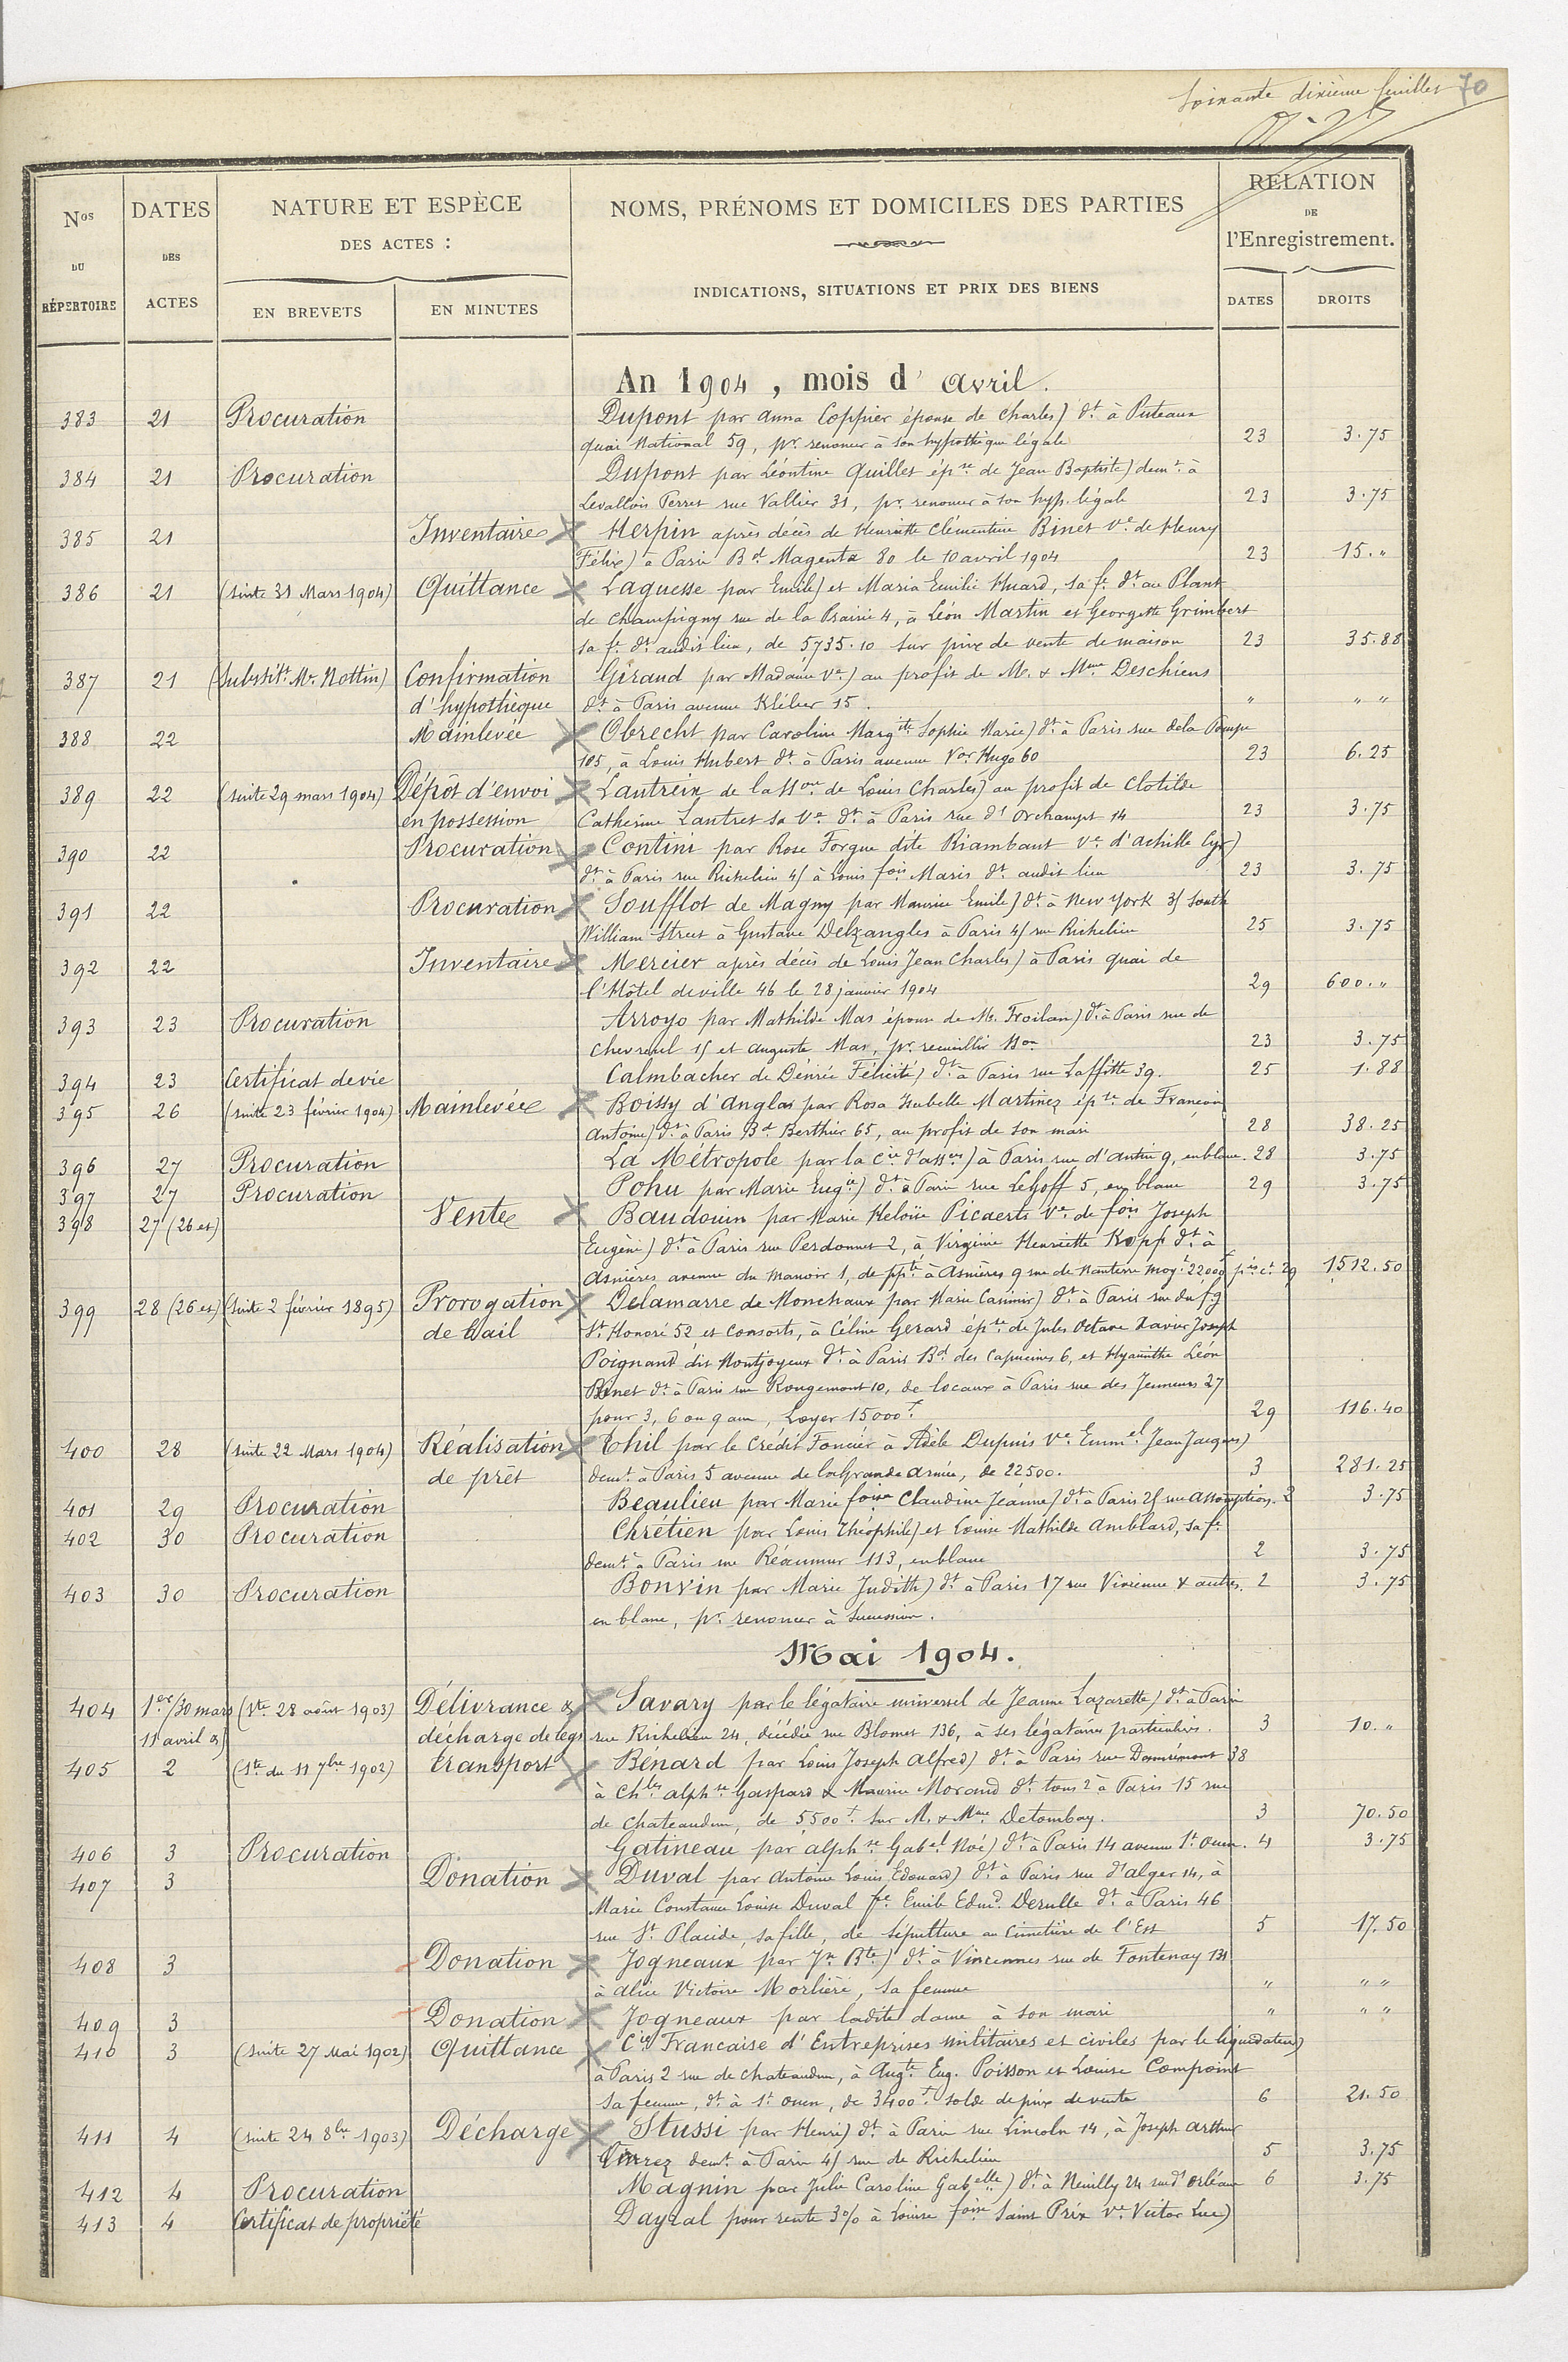 Soixante dixième feuillet 70
Nos DU RÉPERTOIRE
DATES DES ACTES
NATURE ET ESPÈCE DES ACTES :
EN BREVETS
EN MINUTES
NOMS, PRÉNOMS ET DOMICILES DES PARTIES
INDICATIONS, SITUATIONS ET PRIX DES BIENS
RELATION DE l'Enregistrement.
DATES
DROITS
An 1904, mois d'avril.
383 21 Procuration Dupont par Anna Coppier épouse de Charles) dt à Puteaux
quai National 59, pr. renoncer à son hypothèque légale 23 3.75
384 21 Procuration Dupont par Léontine Quillet épse de Jean Baptiste) demt à
Levallois Perret rue Vallier 31, pr. renoncer à son hyp. légale 23 3.75
385 21 Inventaire Herpin après décès de Henriette Clémentine Binet Ve de Henry
Félix) à Paris Bd Magenta 80 le 10 avril 1904 23 15. "
386 21 (suite 31 Mars 1904) Quittance Laguesse par Emile) et Maria Emilie Huard, sa fe dt au Plant
de Champigny rue de la Prairie 4, à Léon Martin et Georgette Grimbert
sa fe dt audit lieu, de 5735.10 sur prix de vente de maison 23 35.88
387 21 (Substitt Mr. Nottin) Confirmation Giraud par Madame Ve) au profit de M. & Mme Deschiens
d'hypothèque dt à Paris avenue Kléber 15. " " "
388 22 Mainlevée Obrecht par Caroline Margite Sophie Marie) dt à Paris rue de la Pompe
105, à Louis Hubert dt à Paris avenue Vor Hugo 60 23 6.25
389 22 (suite 29 mars 1904) Dépôt d'envoi Lautreix de la Son de Louis Charles) au profit de Clotilde
en possession Catherine Lautret sa Ve dt à Paris rue d'Orchampt 14 23 3.75
390 22 Procuration Contini par Rose Forgue dite Riambaut Ve d'Achille Cyr)
dt à Paris rue Richelieu 45 à Louis fois Maris dt audit lieu 23 3.75
391 22 Procuration Soufflot de Magny par Maurice Emile) dt à New York 35 South
William Street à Gustave Delzangles à Paris 45 rue Richelieu 25 3.75
392 22 Inventaire Mercier après décès de Louis Jean Charles) à Paris quai de
l'Hôtel de ville 46 le 28 janvier 1904 29 600. "
393 23 Procuration Arroyo par Mathilde Mas épouse de M. Froilan) dt à Paris rue de
Chevreul 15 et Auguste Mas, pr. recueillir Son 23 3.75
394 23 Certificat de vie Calmbacher de Désirée Félicité) dt à Paris rue Laffitte 39. 25 1.88
395 26 (suite 23 février 1904) Mainlevée Boissy d'Anglas par Rosa Isabelle Martinez épse de François
Antoine) dt à Paris Bd Berthier 65, au profit de son mari 28 38.25
396 27 Procuration La Métropole par la Cie d'assces) à Paris rue d'Antin 9, en blanc. 28 3.75
397 27 Procuration Pohu par Marie Eugie) dt à Paris rue Le Goff 5, en blanc 29 3.75
398 27 (26 et) Vente Baudouin par Marie Héloïse Picaerts Ve de fois Joseph
Eugène) dt à Paris rue Perdonnet 2, à Virginie Henriette Kopp dt à
Asnières avenue du Manoir 1, de ppté à Asnières 9 rue de Nanterre moyt 22000f 29 1512.50
399 28 (26 et) (suite 2 février 1895) Prorogation Delamarre de Monchaux par Marie Casimir) dt à Paris rue du fg
de bail St Honoré 52 et Consorts, à Céline Gerard épse de Jules Octave Xavier Joseph
Poignand dit Montjoyeux dt à Paris Bd des Capucines 6, et Hyacinthe Léon
Binet dt à Paris rue Rougemont 10, de locaux à Paris rue des Jeuneurs 27
pour 3, 6 ou 9 ans, Loyer 15000f. 29 116.40
400 28 (suite 22 Mars 1904) Réalisation Thil par le Crédit Foncier à Adèle Dupuis Ve Emmel Jean Jacques)
de prêt demt à Paris 5 avenue de la Grande Armée, de 22500. 3 281.25
401 29 Procuration Beaulieu par Marie foise Claudine Jeanne) dt à Paris 25 rue Assomption. 2 3.75
402 30 Procuration Chrétien par Louis Théophile) et Louise Mathilde Amblard, sa fe
demt à Paris rue Réaumur 113, en blanc 2 3.75
403 30 Procuration Bonvin par Marie Judith) dt à Paris 17 rue Vivienne & autres. 2 3.75
en blanc, pr. renoncer à succession.
Mai 1904.
404 1er/30 mars (Ste 28 août 1903) Délivrance & Savary par le légataire universel de Jeanne Lazarette) dt à Paris
11 avril décharge de legs rue Richelieu 24, décédée rue Blomet 136, à ses légataires particuliers. 3 10. "
405 2 (Ste du 11 7bre 1902) transport Bénard par Louis Joseph Alfred) dt à Paris rue Damrémont 38
à Chles Alphse Gaspard & Maurice Morand dt tous 2 à Paris 15 rue
de Chateaudun, de 5500f. sur M. & Mme Detombay. 3 70.50
406 3 Procuration Gatineau par Alphse Gabel Noé) dt à Paris 14 avenue St Ouen. 4 3.75
407 3 Donation Duval par Antoine Louis Edouard) dt à Paris rue d'Alger 14, à
Marie Constance Louise Duval fe Emile Edmd. Derulle dt à Paris 46
rue St Placide, sa fille, de sépulture au Cimetière de l'Est 5 17.50
408 3 Donation Jogneaux par Jn Bte) dt à Vincennes rue de Fontenay 131
à Alice Victoire Morlière, sa femme " " "
409 3 Donation Jogneaux par ladite dame à son mari " " "
410 3 (suite 27 Mai 1902) Quittance Cie Francaise d'Entreprises militaires et civiles par le liquidateur)
à Paris 2 rue de Chateaudun, à Augte Eug. Poisson et Louise Compoint
sa femme, dt à St Ouen, de 3400f. solde de prix de vente 6 21.50
411 4 (suite 24 8bre 1903) Décharge Stussi par Henri) dt à Paris rue Lincoln 14, à Joseph Arthur
demt à Paris 45 rue de Richelieu 5 3.75
412 4 Procuration Magnin par Julie Caroline Gabelle) dt à Neuilly 24 rue d'Orléans 6 3.75
413 4 Certificat de propriété Dayral pour rente 3% à Louise foise Saint Prix Ve Victor Luc)